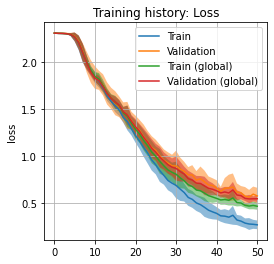 Training history: Loss
Train
Validation
Train (global)
Validation (global)
loss
2.0
1.5
1.0
0.5
0 10 20 30 40 50